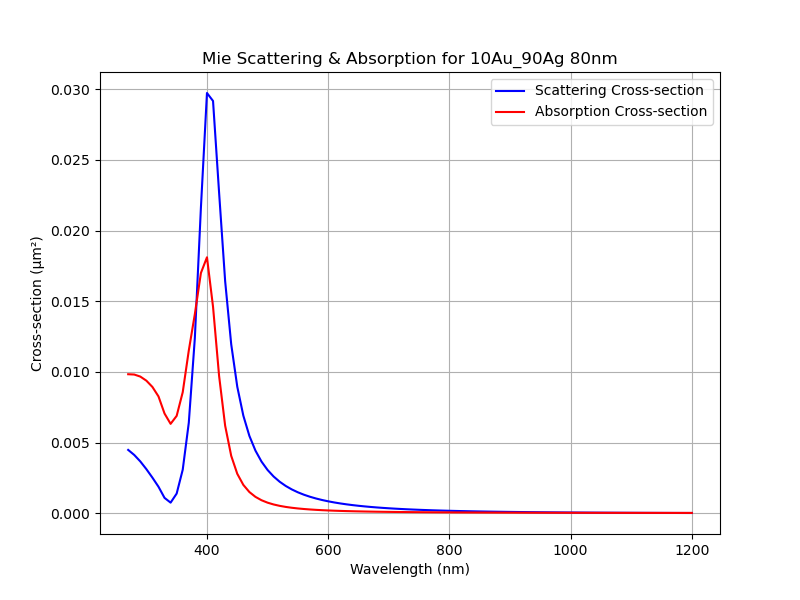 Mie Scattering & Absorption for 10Au_90Ag 80nm
Scattering Cross-section
Absorption Cross-section
Cross-section (μm²)
0.030
0.025
0.020
0.015
0.010
0.005
0.000
400
600
800
1000
1200
Wavelength (nm)